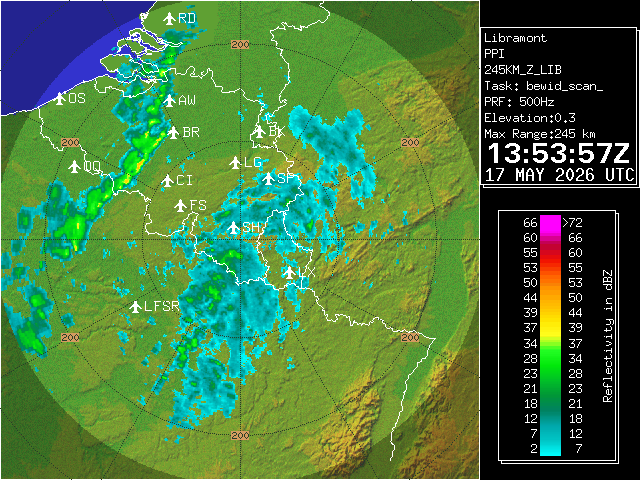 RD
200
OS
AW
BR
BK
200
200
OQ
LG
CI
SP
FS
SH
LX
LFSR
200
200
200
Libramont
PPI
245KM_Z_LIB
Task: bewid_scan_
PRF: 500Hz
Elevation:0.3
Max Range:245 km
13:53:57Z
17 MAY 2026 UTC
66 >72
60 66
55 60
53 55
50 53
44 50
39 44
37 39
34 37
28 34
23 28
21 23
18 21
12 18
7 12
2 7
Reflectivity in dBZ